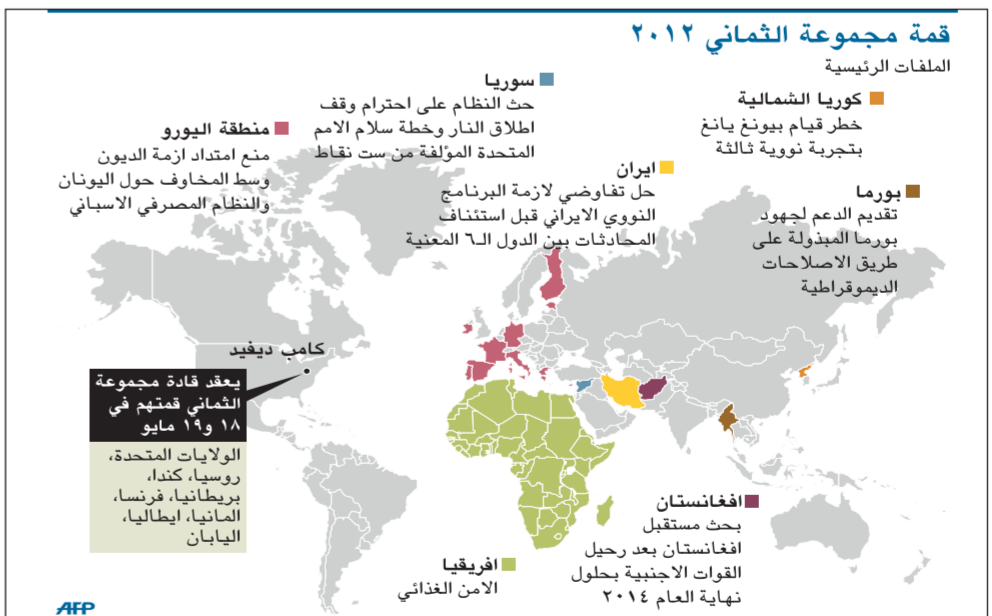 قمة مجموعة الثماني ٢٠١٢
الملفات الرئيسية
كوريا الشمالية
خطر قيام بيونغ يانغ
بتجربة نووية ثالثة
سوريا
حث النظام على احترام وقف
اطلاق النار وخطة سلام الامم
المتحدة المؤلفة من ست نقاط
منطقة اليورو
منع امتداد ازمة الديون
وسط المخاوف حول اليونان
والنظام المصرفي الاسباني
ايران
حل تفاوضي لازمة البرنامج
النووي الايراني قبل استئناف
المحادثات بين الدول الـ٦ المعنية
بورما
تقديم الدعم لجهود
بورما المبذولة على
طريق الاصلاحات
الديموقراطية
كامب ديفيد
يعقد قادة مجموعة
الثماني قمتهم في
١٨ و١٩ مايو
الولايات المتحدة،
روسيا، كندا،
بريطانيا، فرنسا،
المانيا، ايطاليا،
اليابان
افغانستان
بحث مستقبل
افغانستان بعد رحيل
القوات الاجنبية بحلول
نهاية العام ٢٠١٤
افريقيا
الامن الغذائي
AFP